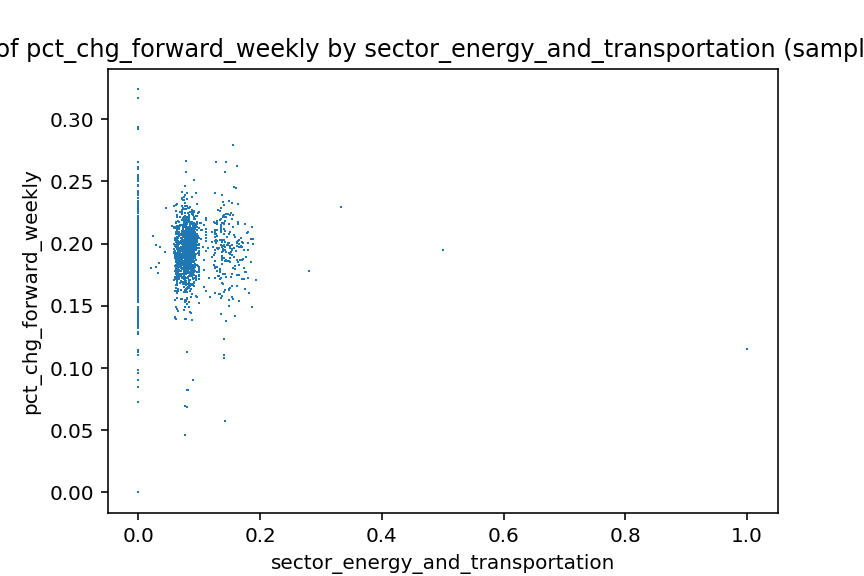 of pct_chg_forward_weekly by sector_energy_and_transportation (sampl
0.30
0.25
0.20
0.15
0.10
0.05
0.00
pct_chg_forward_weekly
0.0 0.2 0.4 0.6 0.8 1.0
sector_energy_and_transportation